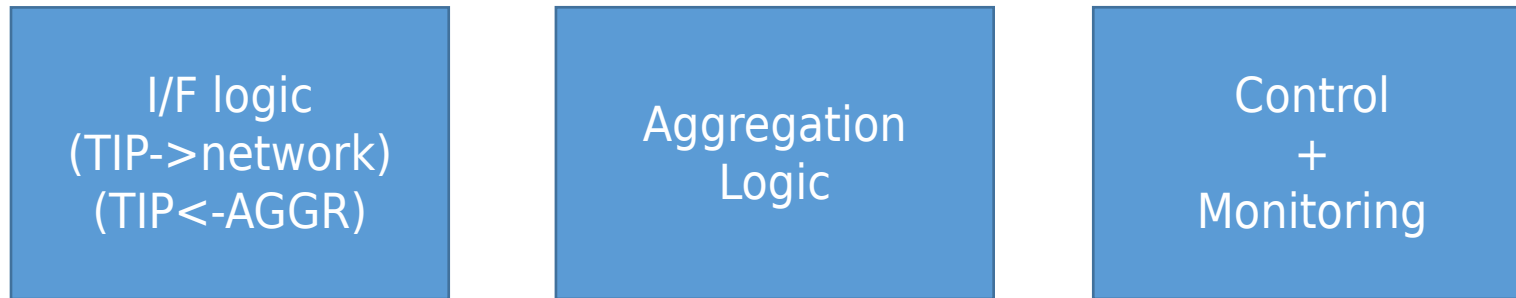 I/F logic
(TIP->network)
(TIP<-AGGR)
Aggregation
Logic
Control
+
Monitoring